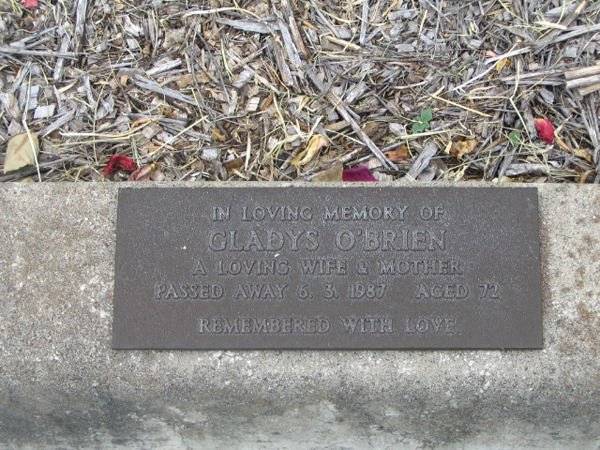 IN LOVING MEMORY OF
GLADYS O'BRIEN
A LOVING WIFE & MOTHER
PASSED AWAY 6. 3. 1987 AGED 72
REMEMBERED WITH LOVE.